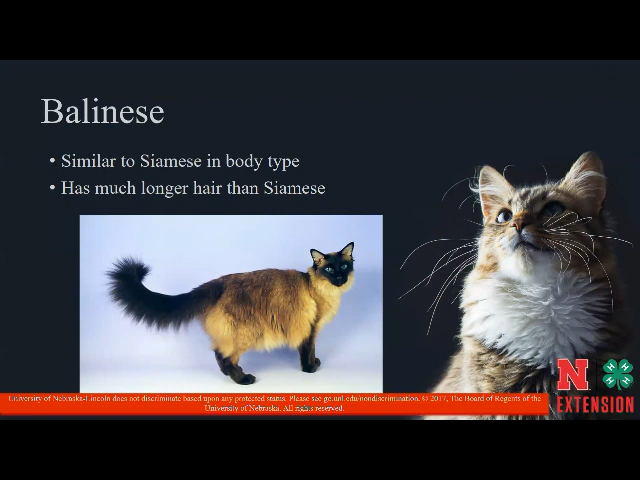 Balinese
• Similar to Siamese in body type
• Has much longer hair than Siamese
University of Nebraska-Lincoln does not discriminate based upon any protected status. Please see go.unl.edu/nondiscrimination. © 2017, The Board of Regents of the
University of Nebraska. All rights reserved.
N
H H H H
EXTENSION